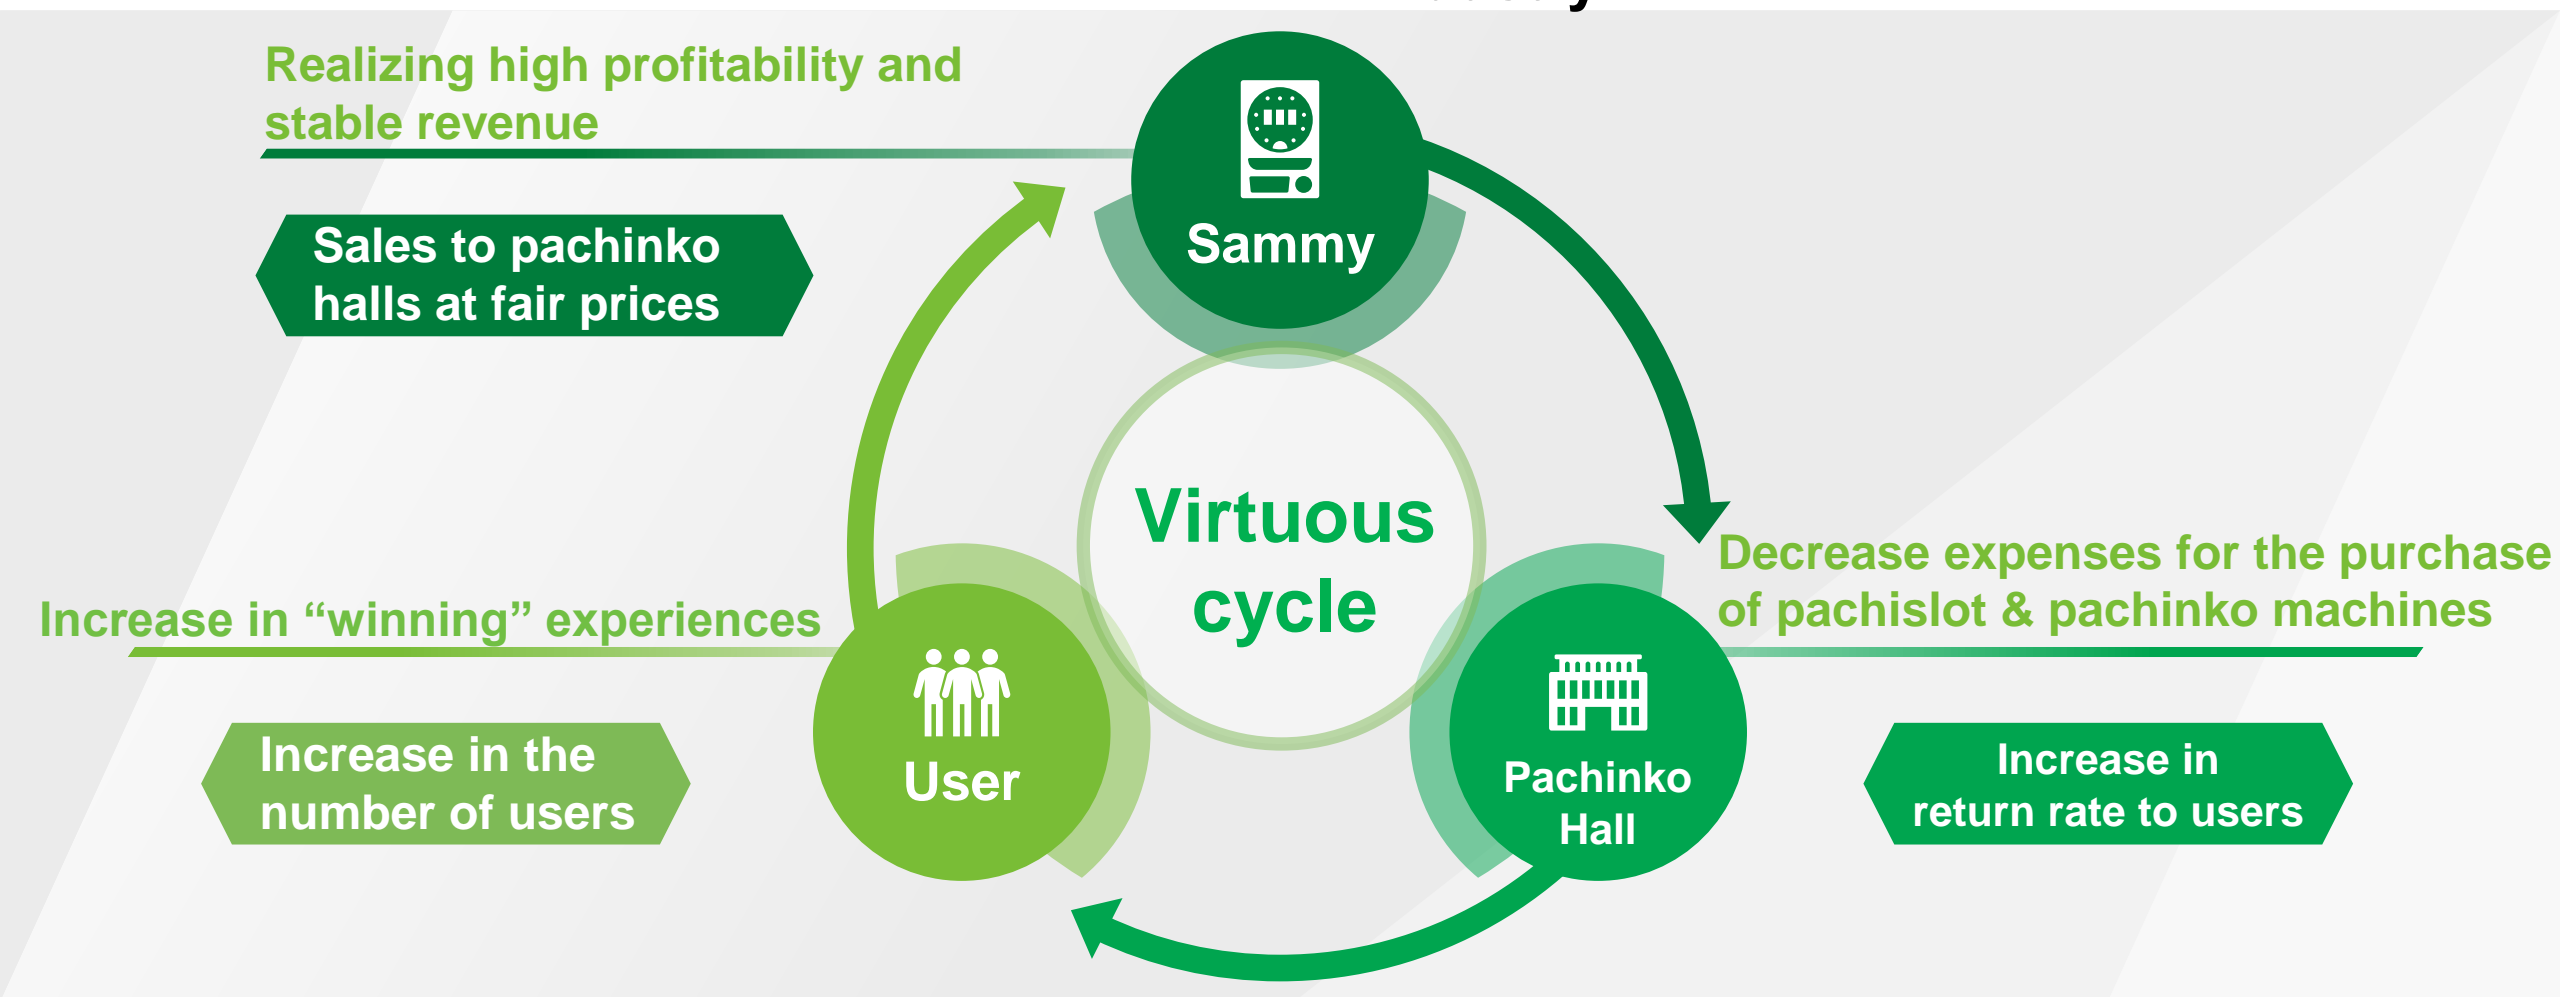 Realizing high profitability and
stable revenue
Sales to pachinko
halls at fair prices
Sammy
Virtuous
cycle
Decrease expenses for the purchase
of pachislot & pachinko machines
Increase in “winning” experiences
Increase in the
number of users
User
Pachinko
Hall
Increase in
return rate to users